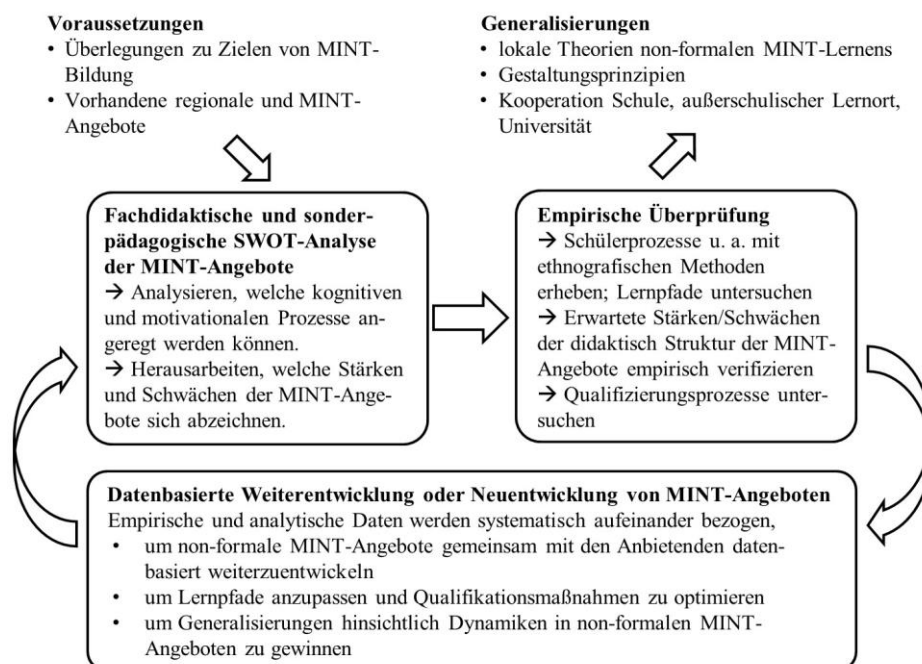 Voraussetzungen
• Überlegungen zu Zielen von MINT-
Bildung
• Vorhandene regionale und MINT-
Angebote
Generalisierungen
• lokale Theorien non-formalen MINT-Lernens
• Gestaltungsprinzipien
• Kooperation Schule, außerschulischer Lernort,
Universität
Fachdidaktische und sonder-
pädagogische SWOT-Analyse
der MINT-Angebote
→ Analysieren, welche kognitiven
und motivationalen Prozesse an-
geregt werden können.
→ Herausarbeiten, welche Stärken
und Schwächen der MINT-Ange-
bote sich abzeichnen.
Empirische Überprüfung
→ Schülerprozesse u. a. mit
ethnografischen Methoden
erheben; Lernpfade untersuchen
→ Erwartete Stärken/Schwächen
der didaktisch Struktur der MINT-
Angebote empirisch verifizieren
→ Qualifizierungsprozesse unter-
suchen
Datenbasierte Weiterentwicklung oder Neuentwicklung von MINT-Angeboten
Empirische und analytische Daten werden systematisch aufeinander bezogen,
• um non-formale MINT-Angebote gemeinsam mit den Anbietenden daten-
basiert weiterzuentwickeln
• um Lernpfade anzupassen und Qualifikationsmaßnahmen zu optimieren
• um Generalisierungen hinsichtlich Dynamiken in non-formalen MINT-
Angeboten zu gewinnen